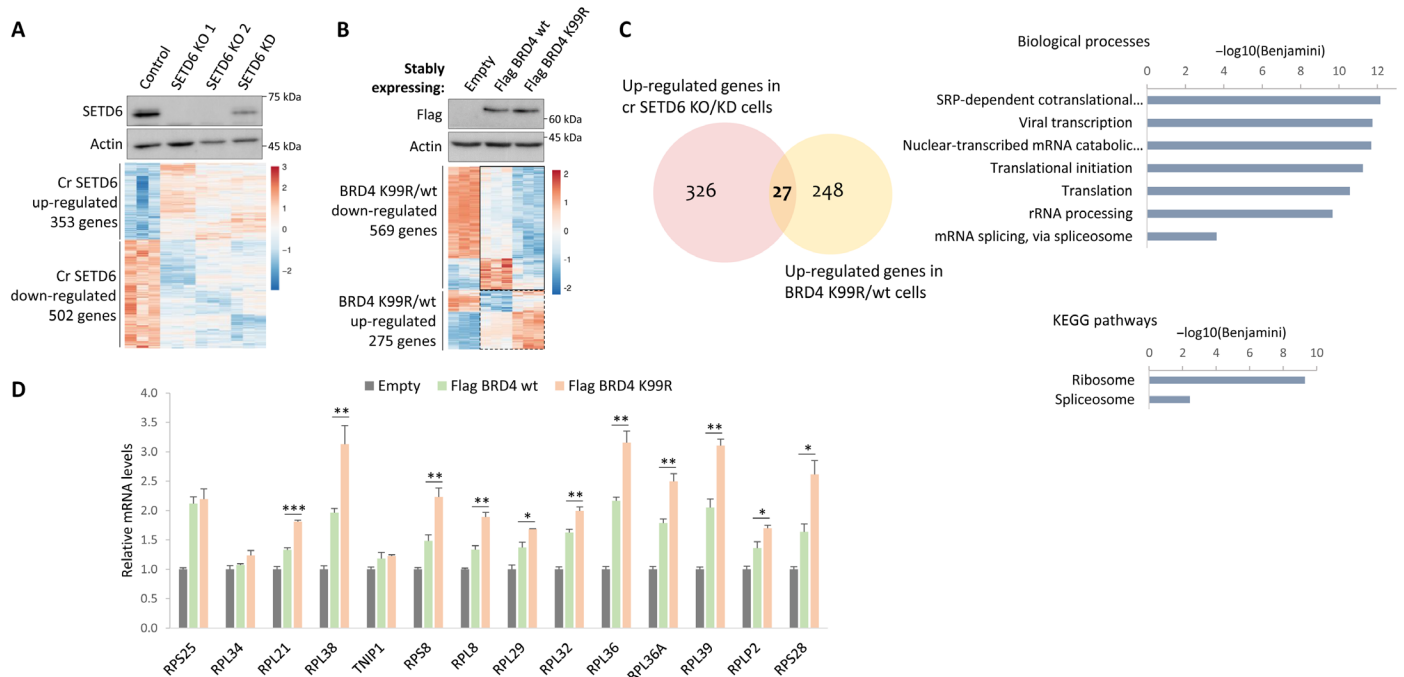 A
Control
SETD6 KO 1
SETD6 KO 2
SETD6 KD
SETD6
75 kDa
Actin
45 kDa
Cr SETD6
up-regulated
353 genes
Cr SETD6
down-regulated
502 genes
3
2
1
0
−1
−2
B
Stably
expressing:
Empty
Flag BRD4 wt
Flag BRD4 K99R
Flag
60 kDa
45 kDa
Actin
BRD4 K99R/wt
down-regulated
569 genes
BRD4 K99R/wt
up-regulated
275 genes
2
1
0
-1
-2
C
Up-regulated genes in
cr SETD6 KO/KD cells
326
27
248
Up-regulated genes in
BRD4 K99R/wt cells
Biological processes
−log10(Benjamini)
0 2 4 6 8 10 12
SRP-dependent cotranslational...
Viral transcription
Nuclear-transcribed mRNA catabolic...
Translational initiation
Translation
rRNA processing
mRNA splicing, via spliceosome
KEGG pathways
−log10(Benjamini)
0 2 4 6 8 10
Ribosome
Spliceosome
D
Empty Flag BRD4 wt Flag BRD4 K99R
Relative mRNA levels
4.0
3.5
3.0
2.5
2.0
1.5
1.0
0.5
0.0
***
**
**
**
*
**
**
**
**
*
*
RPS25
RPL34
RPL21
RPL38
TNIP1
RPS8
RPL8
RPL29
RPL32
RPL36
RPL36A
RPL39
RPLP2
RPS28